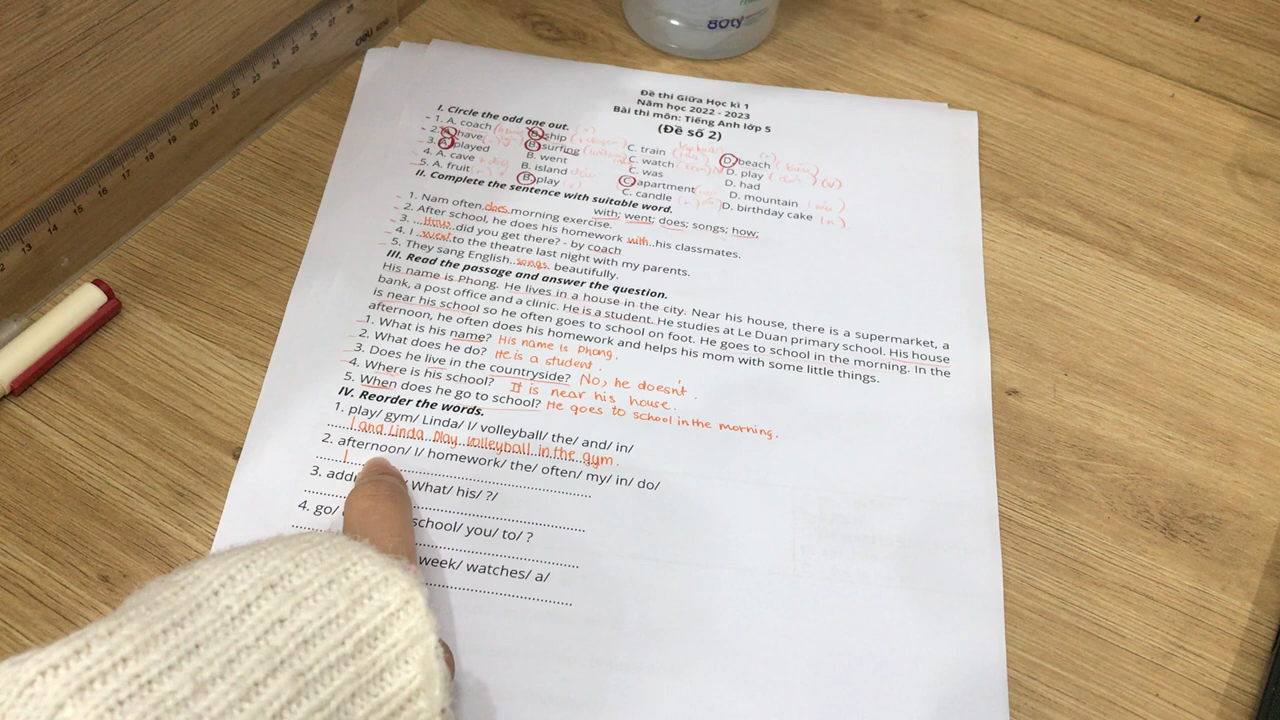 Đề thi Giữa Học kì 1
Năm học 2022 - 2023
Bài thi môn: Tiếng Anh lớp 5
(Đề số 2)
I. Circle the odd one out.
1. A. coach B. ship C. train D. beach
2. A. have B. surfing C. watch D. play
3. A. played B. went C. was D. had
4. A. cave B. island C. apartment D. mountain
5. A. fruit B. play C. candle D. birthday cake
II. Complete the sentence with suitable word.
with; went; does; songs; how;
1. Nam often does morning exercise.
2. After school, he does his homework with his classmates.
3. How did you get there? - by coach
4. I went to the theatre last night with my parents.
5. They sang English songs beautifully.
III. Read the passage and answer the question.
His name is Phong. He lives in a house in the city. Near his house, there is a supermarket, a
bank, a post office and a clinic. He is a student. He studies at Le Duan primary school. His house
is near his school so he often goes to school on foot. He goes to school in the morning. In the
afternoon, he often does his homework and helps his mom with some little things.
1. What is his name? His name is Phong.
2. What does he do? He is a student.
3. Does he live in the countryside? No, he doesn't.
4. Where is his school? It is near his house.
5. When does he go to school? He goes to school in the morning.
IV. Reorder the words.
1. play/ gym/ Linda/ I/ volleyball/ the/ and/ in/
I and Linda play volleyball in the gym.
2. afternoon/ I/ homework/ the/ often/ my/ in/ do/
I
3. What/ his/ ?/
4. go/ school/ you/ to/ ?
week/ watches/ a/
deli